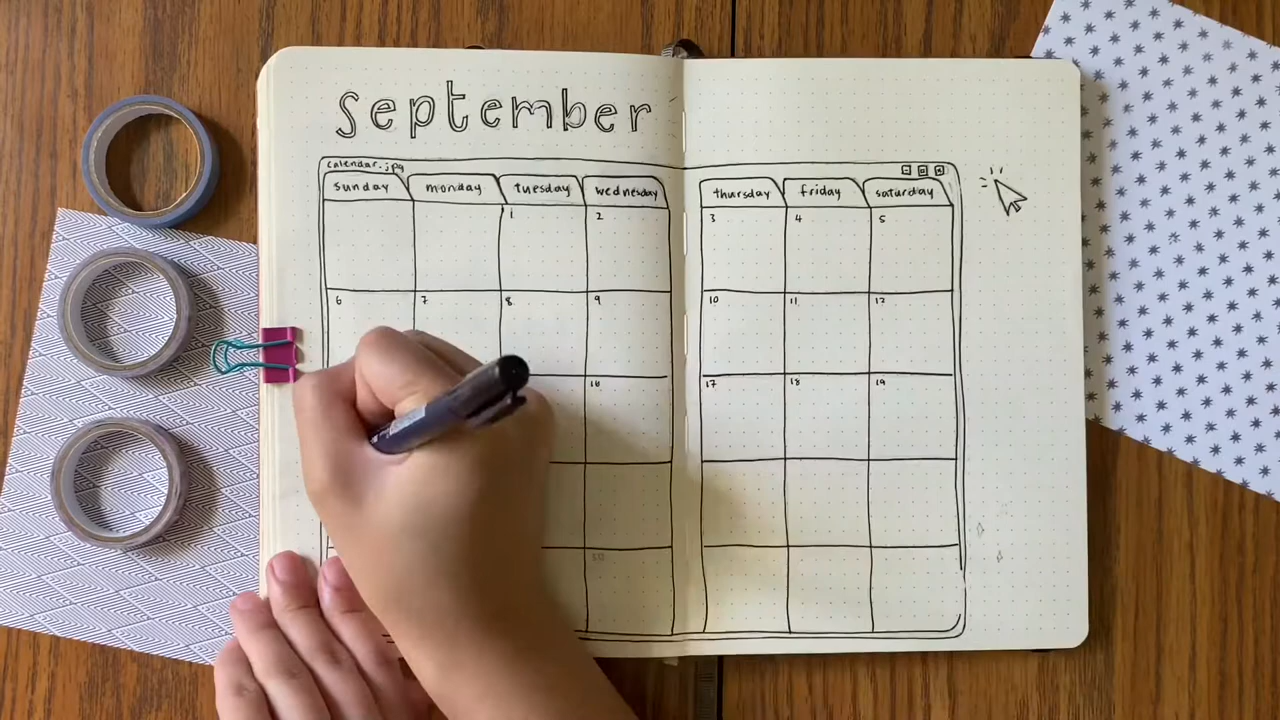 september
calendar.jpg
sunday monday tuesday wednesday thursday friday saturday
1 2 3 4 5
6 7 8 9 10 11 12
16 17 18 19
30